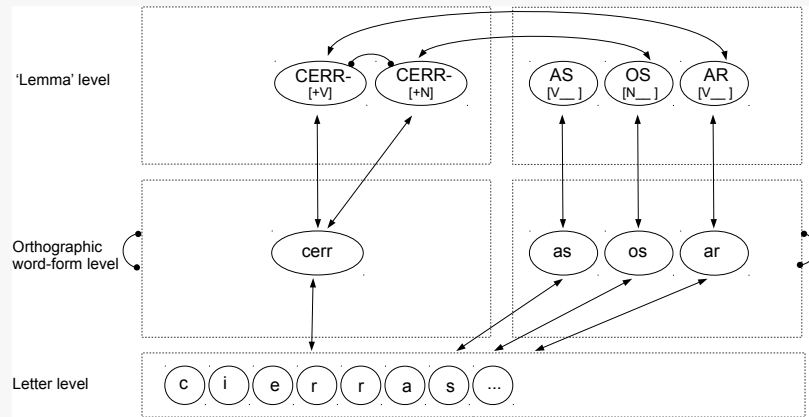 'Lemma' level
CERR-
[+V]
CERR-
[+N]
AS
[V__ ]
OS
[N__ ]
AR
[V__ ]
Orthographic
word-form level
cerr
as
os
ar
Letter level
c i e r r a s ...